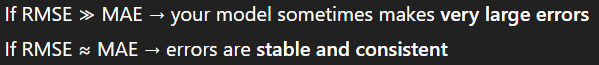 If RMSE ≫ MAE → your model sometimes makes very large errors
If RMSE ≈ MAE → errors are stable and consistent